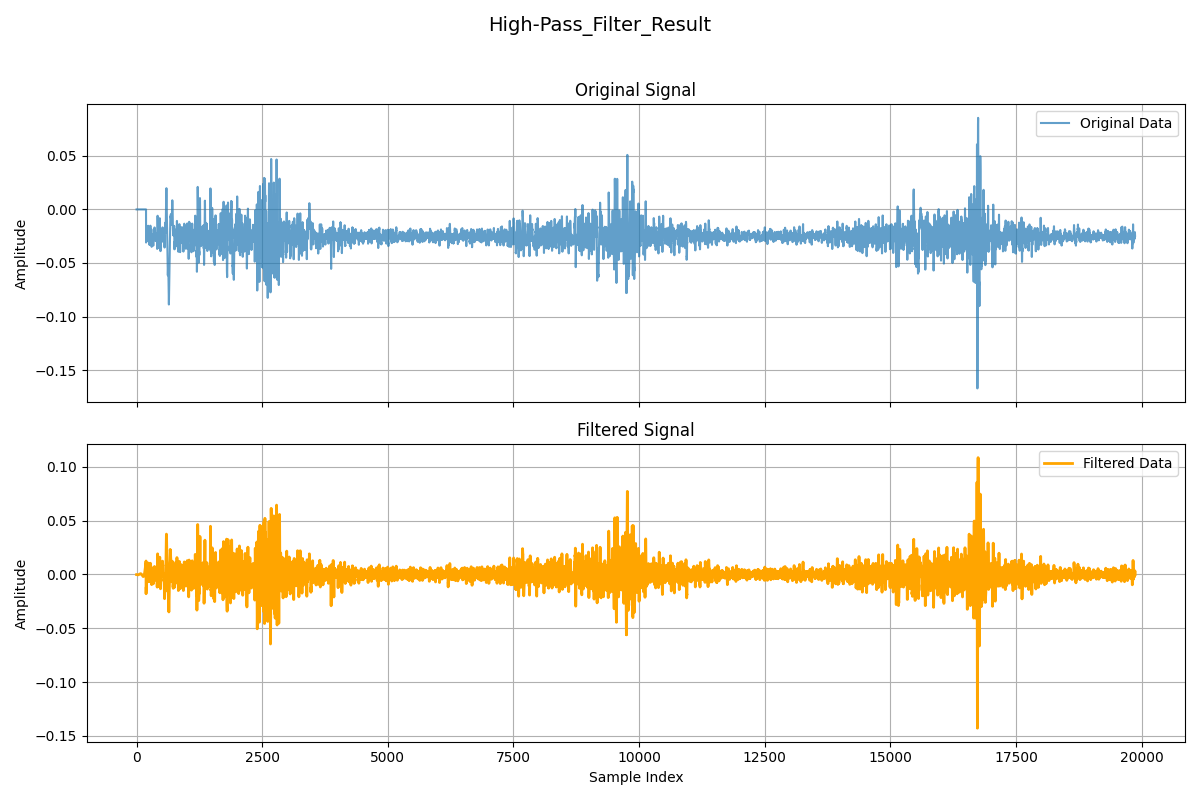 High-Pass_Filter_Result
Original Signal
Original Data
0.05
0.00
−0.05
−0.10
−0.15
Amplitude
Filtered Signal
Filtered Data
0.10
0.05
0.00
−0.05
−0.10
−0.15
Amplitude
0 2500 5000 7500 10000 12500 15000 17500 20000
Sample Index